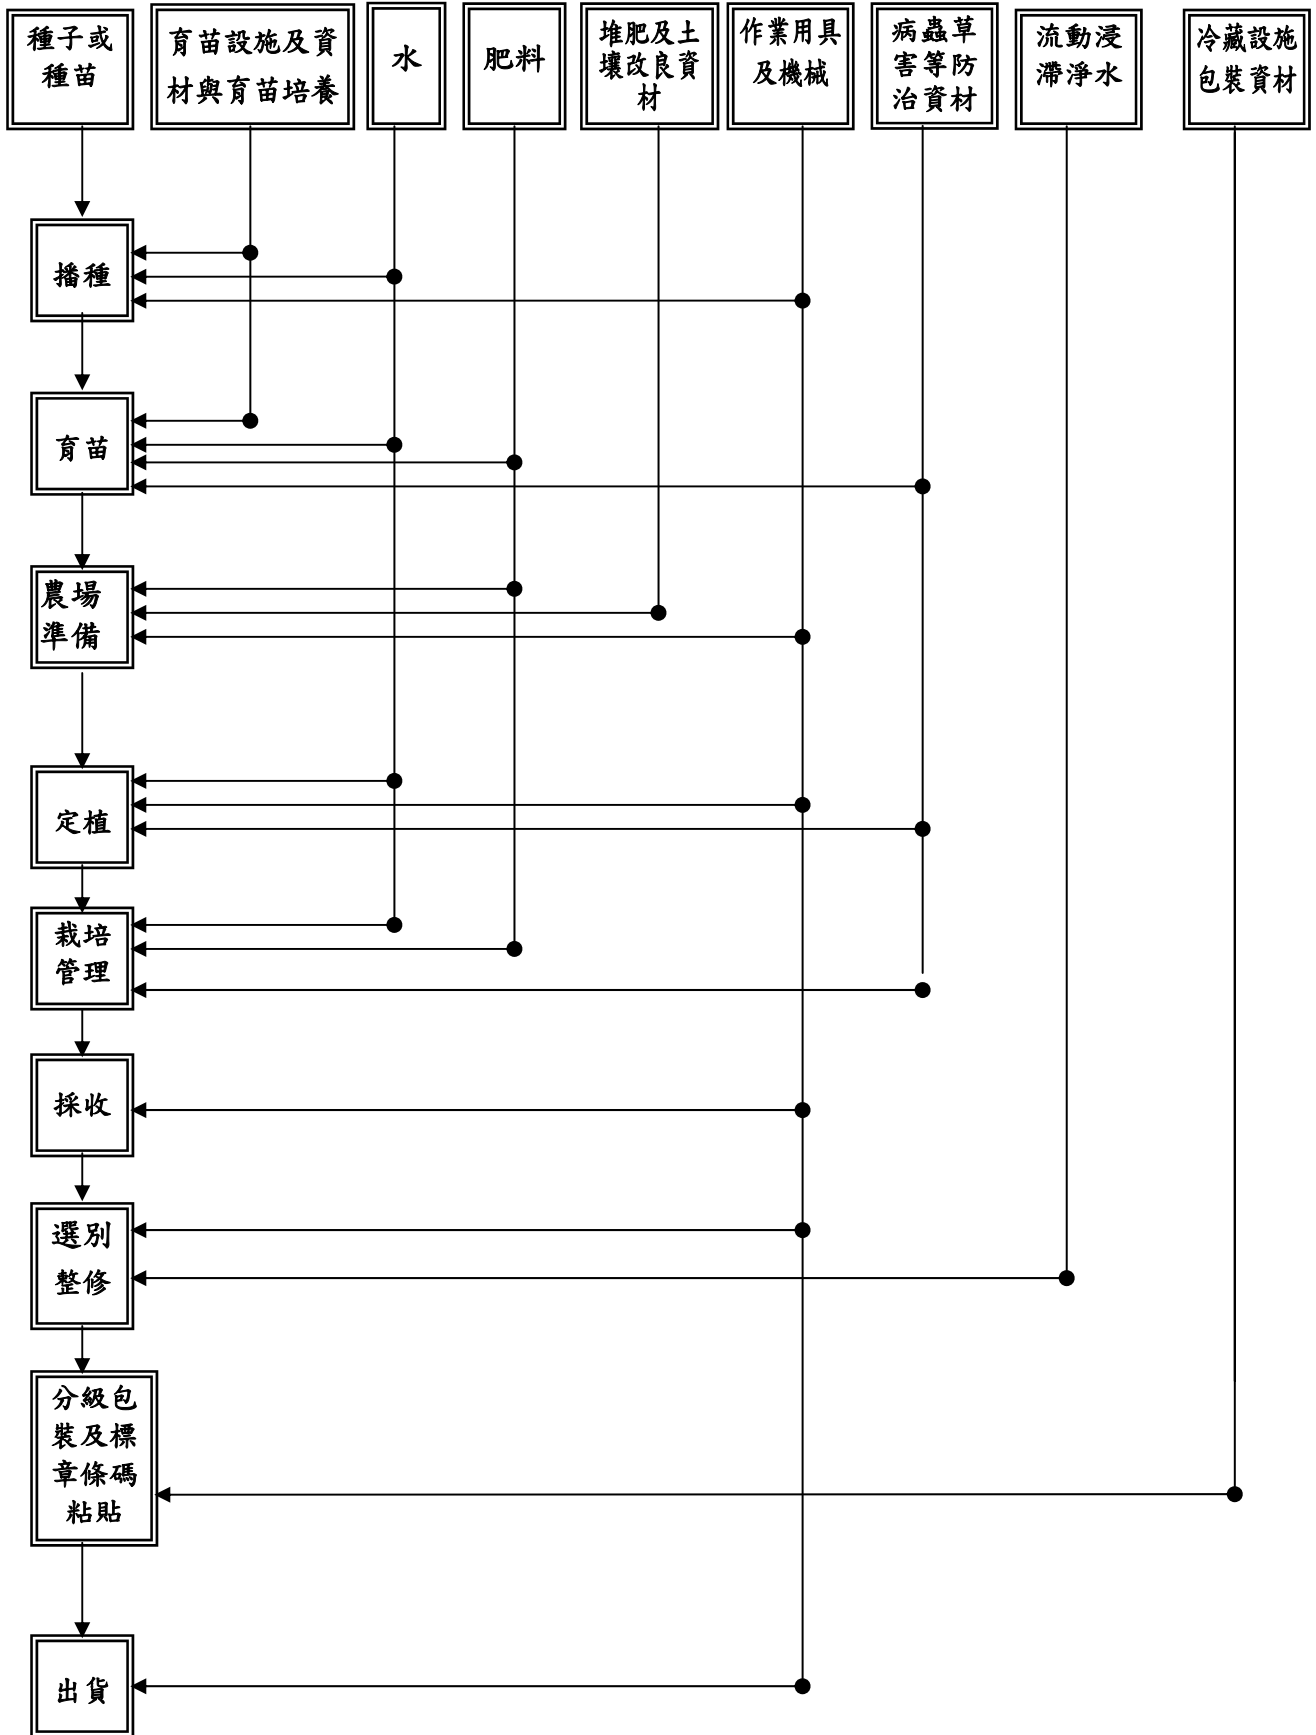 種子或
種苗
育苗設施及資
材與育苗培養
水
肥料
堆肥及土
壤改良資
材
作業用具
及機械
病蟲草
害等防
治資材
流動浸
滯淨水
冷藏設施
包裝資材
播種
育苗
農場
準備
定植
栽培
管理
採收
選別
整修
分級包
裝及標
章條碼
粘貼
出貨